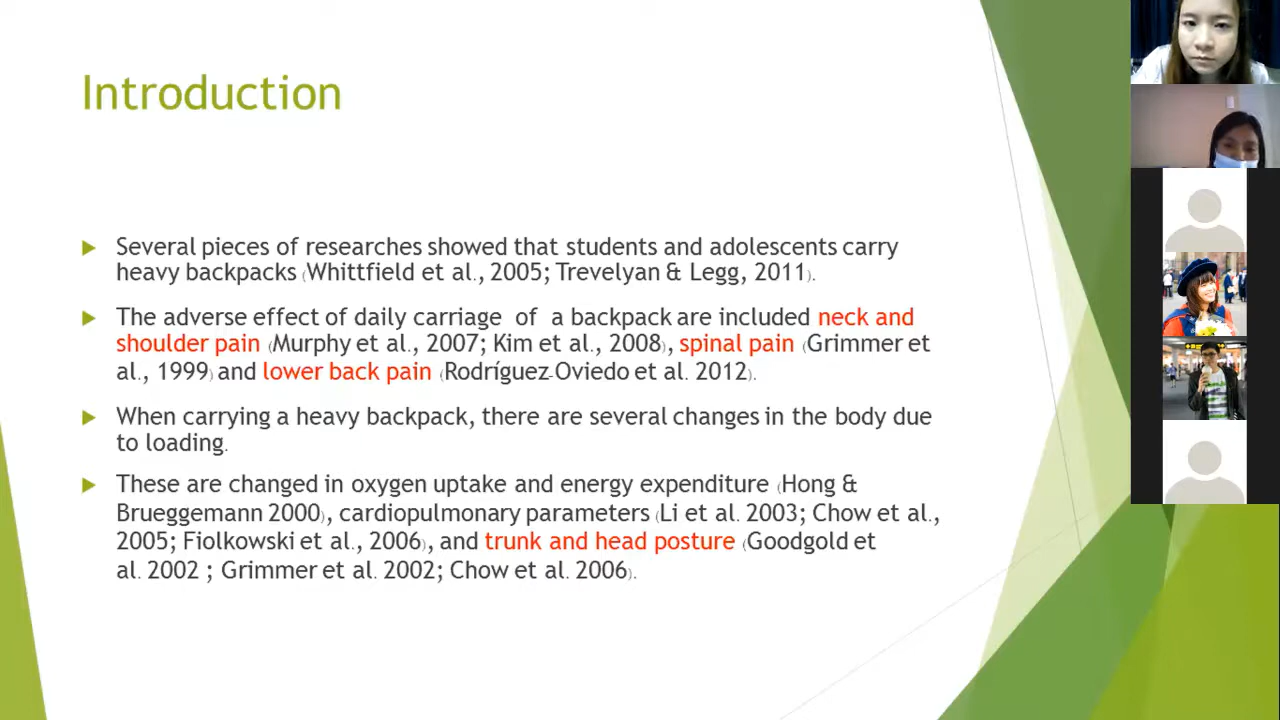 Introduction
Several pieces of researches showed that students and adolescents carry
heavy backpacks (Whittfield et al., 2005; Trevelyan & Legg, 2011).
The adverse effect of daily carriage of a backpack are included neck and
shoulder pain (Murphy et al., 2007; Kim et al., 2008), spinal pain (Grimmer et
al., 1999) and lower back pain (Rodríguez-Oviedo et al. 2012).
When carrying a heavy backpack, there are several changes in the body due
to loading.
These are changed in oxygen uptake and energy expenditure (Hong &
Brueggemann 2000), cardiopulmonary parameters (Li et al. 2003; Chow et al.,
2005; Fiolkowski et al., 2006), and trunk and head posture (Goodgold et
al. 2002 ; Grimmer et al. 2002; Chow et al. 2006).